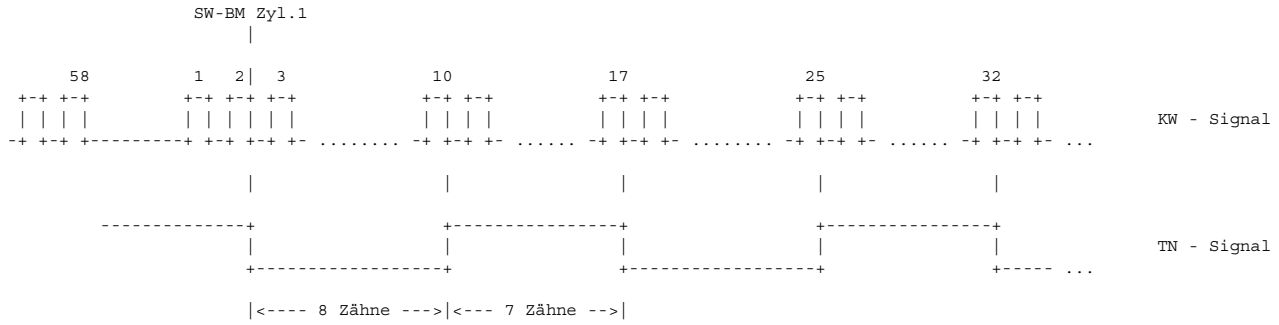 SW-BM Zyl.1
58 1 2 3 10 17 25 32
KW - Signal
........ ...... ........ ...... ...
TN - Signal
...
|<---- 8 Zähne --->|<--- 7 Zähne -->|